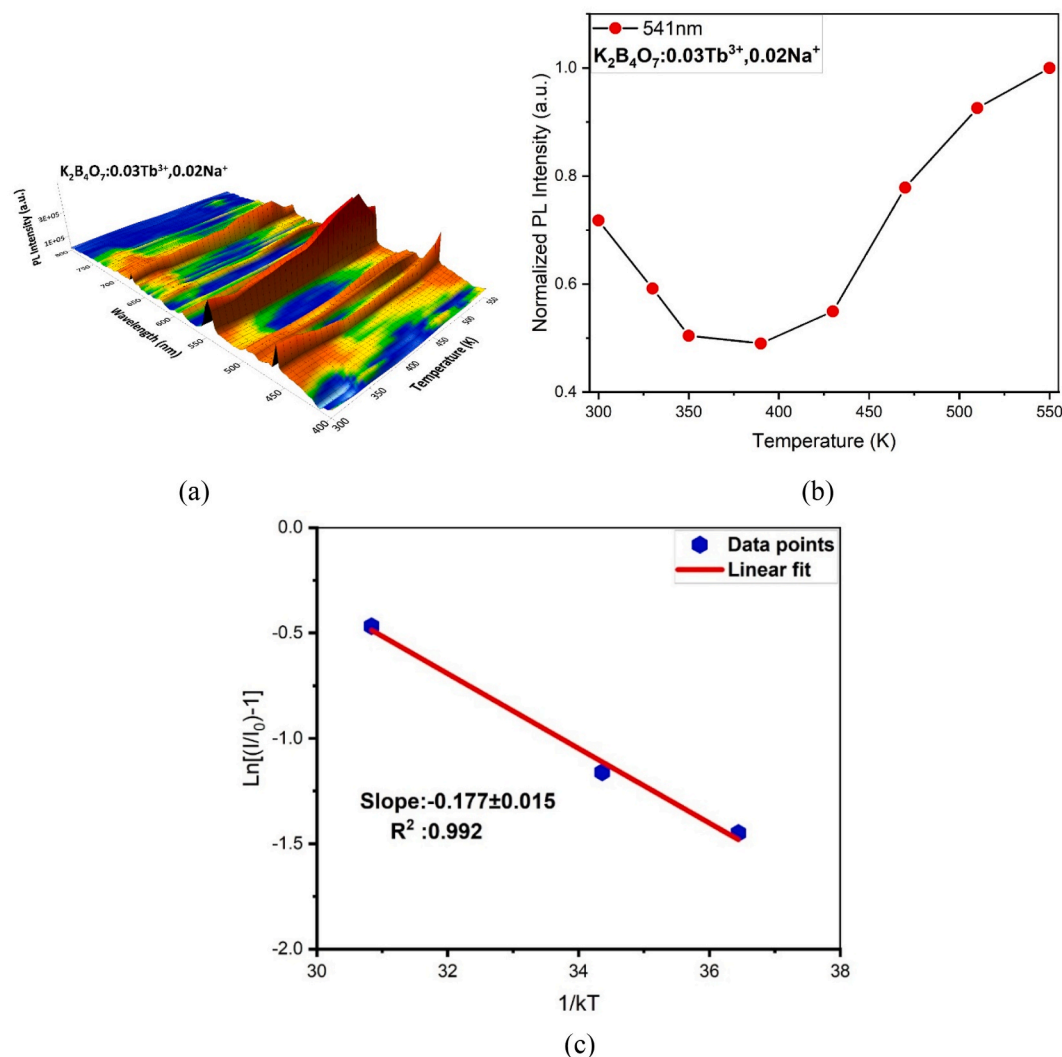 K₂B₄O₇:0.03Tb³⁺,0.02Na⁺
PL Intensity (a.u.)
3E+05
1E+05
800
750
700
650
600
550
500
450
400
Wavelength (nm)
300
350
400
450
500
550
Temperature (K)
(a)
541nm
K₂B₄O₇:0.03Tb³⁺,0.02Na⁺
Normalized PL Intensity (a.u.)
1.0
0.8
0.6
0.4
300 350 400 450 500 550
Temperature (K)
(b)
Data points
Linear fit
Ln[(I/I₀)-1]
0.0
-0.5
-1.0
-1.5
-2.0
Slope:-0.177±0.015
R² :0.992
30 32 34 36 38
1/kT
(c)